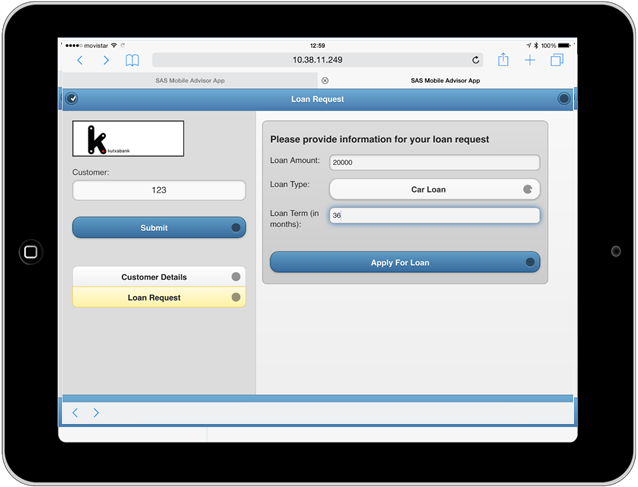 movistar
12:59
100%
10.38.11.249
SAS Mobile Advisor App
SAS Mobile Advisor App
Loan Request
k
kutxabank
Customer:
123
Submit
Customer Details
Loan Request
Please provide information for your loan request
Loan Amount:
20000
Loan Type:
Car Loan
Loan Term (in
months):
36
Apply For Loan